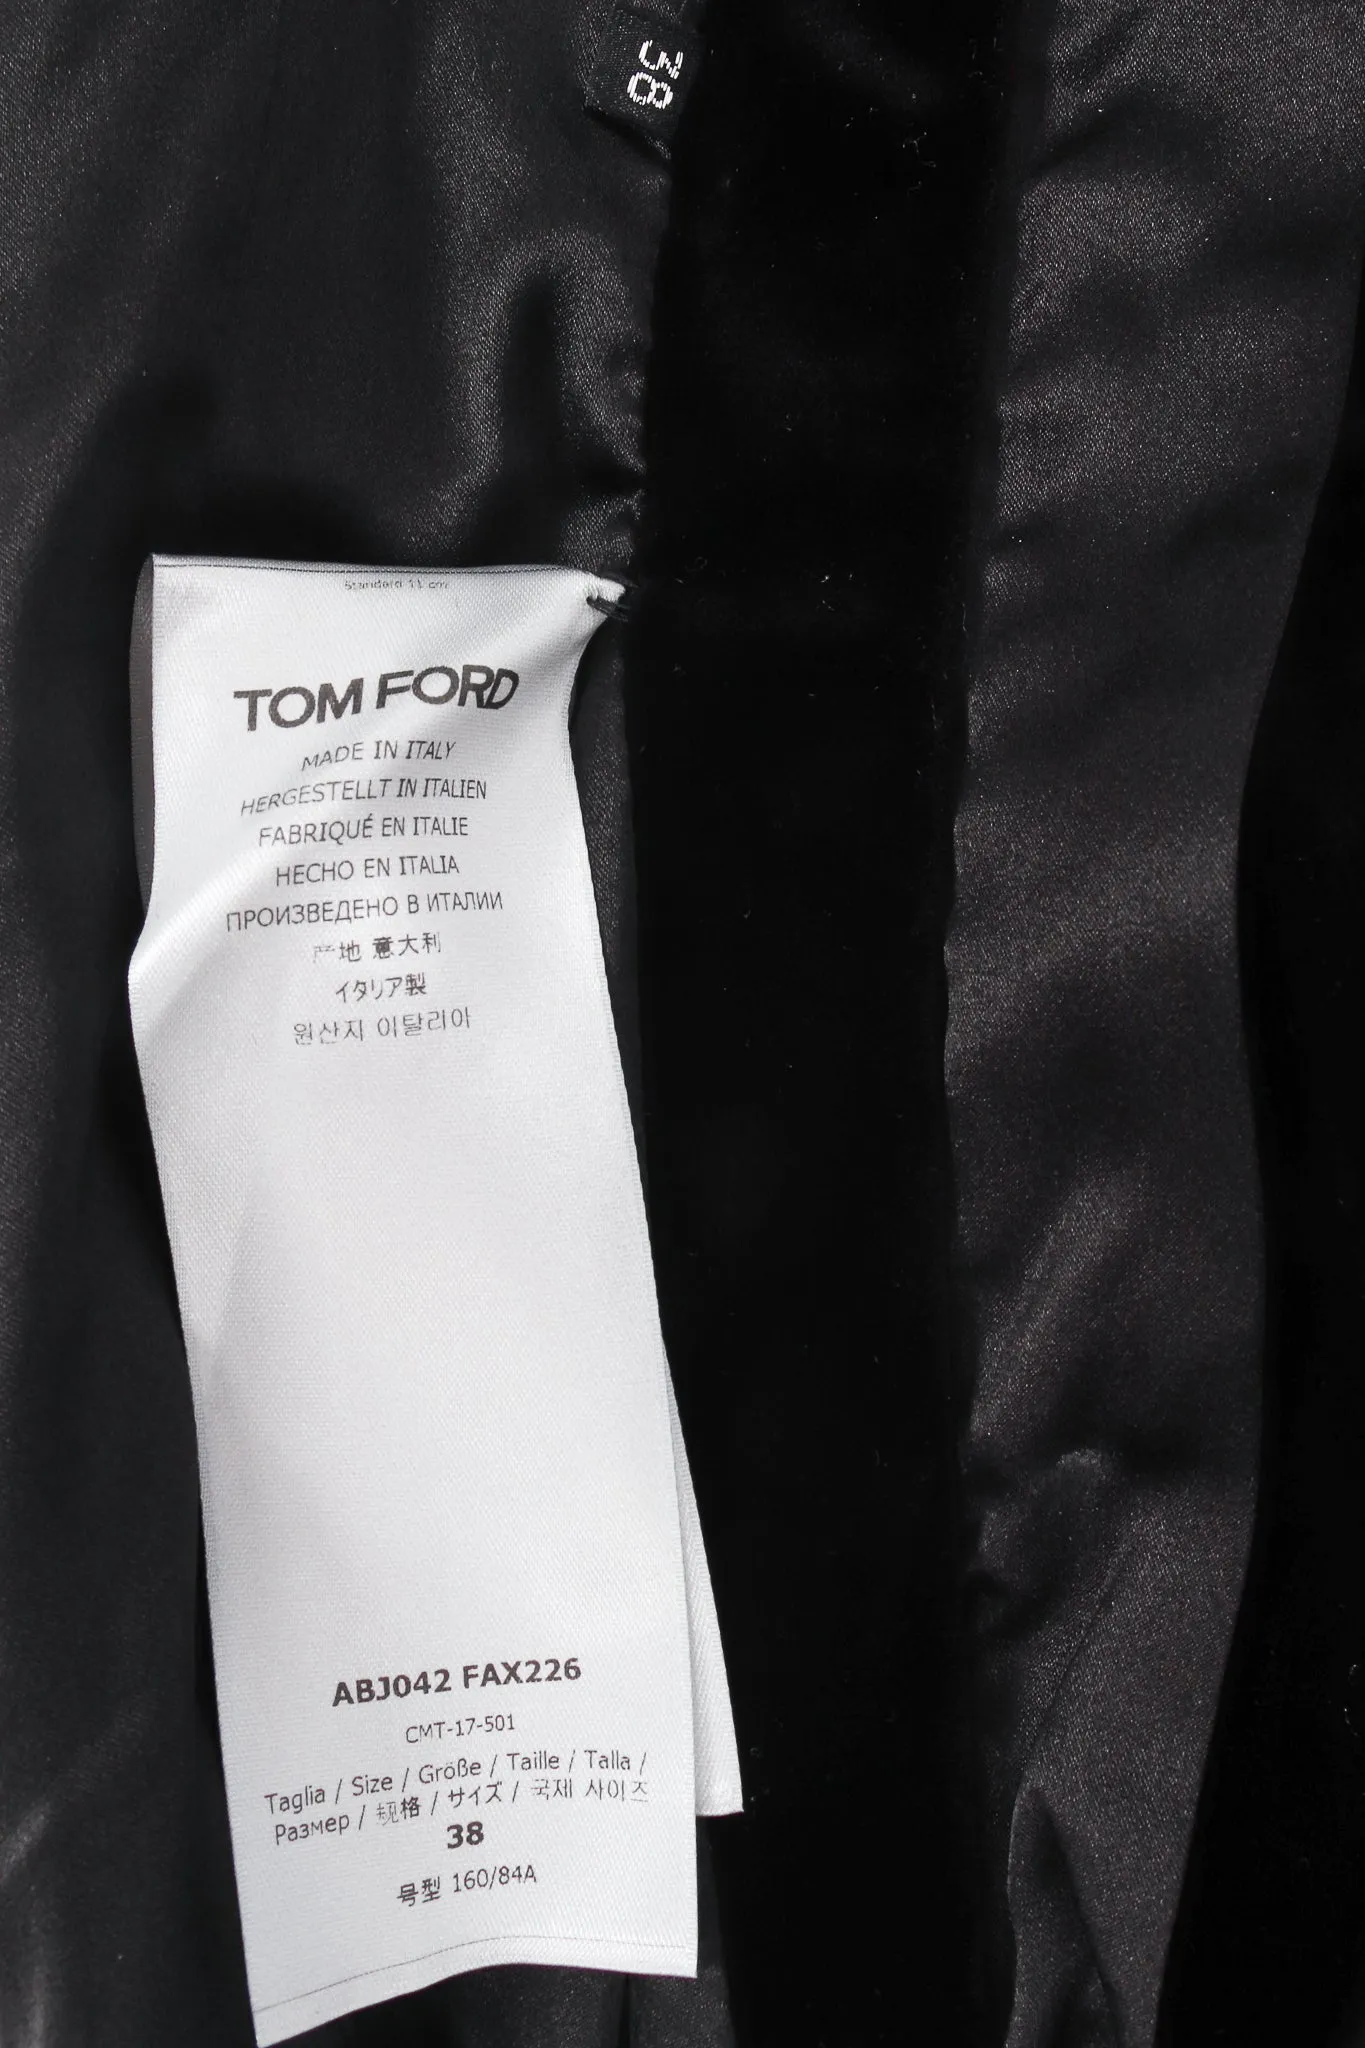 38
Standard 11 cm
TOM FORD
MADE IN ITALY
HERGESTELLT IN ITALIEN
FABRIQUÉ EN ITALIE
HECHO EN ITALIA
ПРОИЗВЕДЕНО В ИТАЛИИ
产地 意大利
イタリア製
원산지 이탈리아
ABJ042 FAX226
CMT-17-501
Taglia / Size / Größe / Taille / Talla /
Размер / 规格 / サイズ / 국제 사이즈
38
号型 160/84A